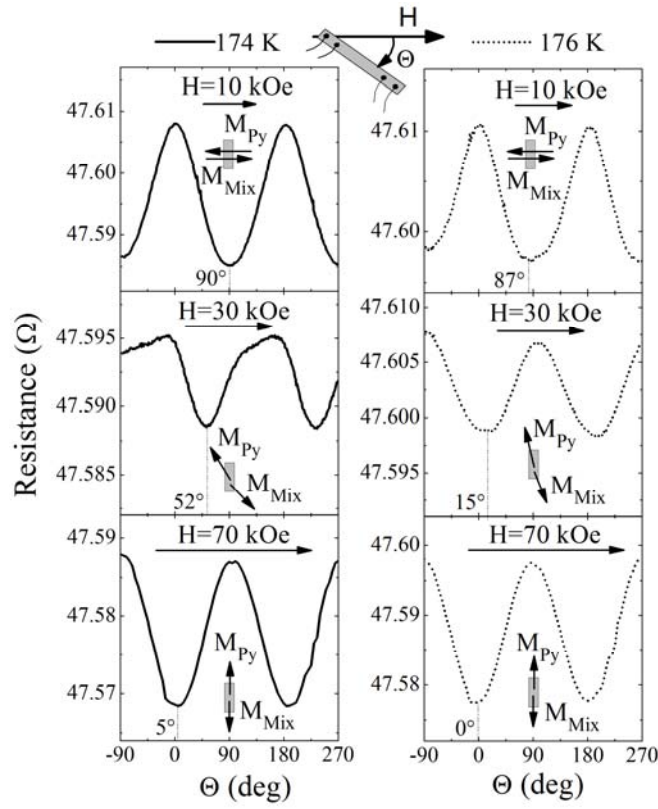 H
Θ
174 K
176 K
H=10 kOe
M_Py
M_Mix
47.61
47.60
47.59
90°
H=10 kOe
M_Py
M_Mix
47.61
47.60
87°
H=30 kOe
M_Py
M_Mix
47.595
47.590
47.585
52°
H=30 kOe
M_Py
M_Mix
47.610
47.605
47.600
47.595
15°
H=70 kOe
M_Py
M_Mix
47.59
47.58
47.57
5°
H=70 kOe
M_Py
M_Mix
47.60
47.59
47.58
0°
Resistance (Ω)
-90 0 90 180 270
-90 0 90 180 270
Θ (deg)
Θ (deg)